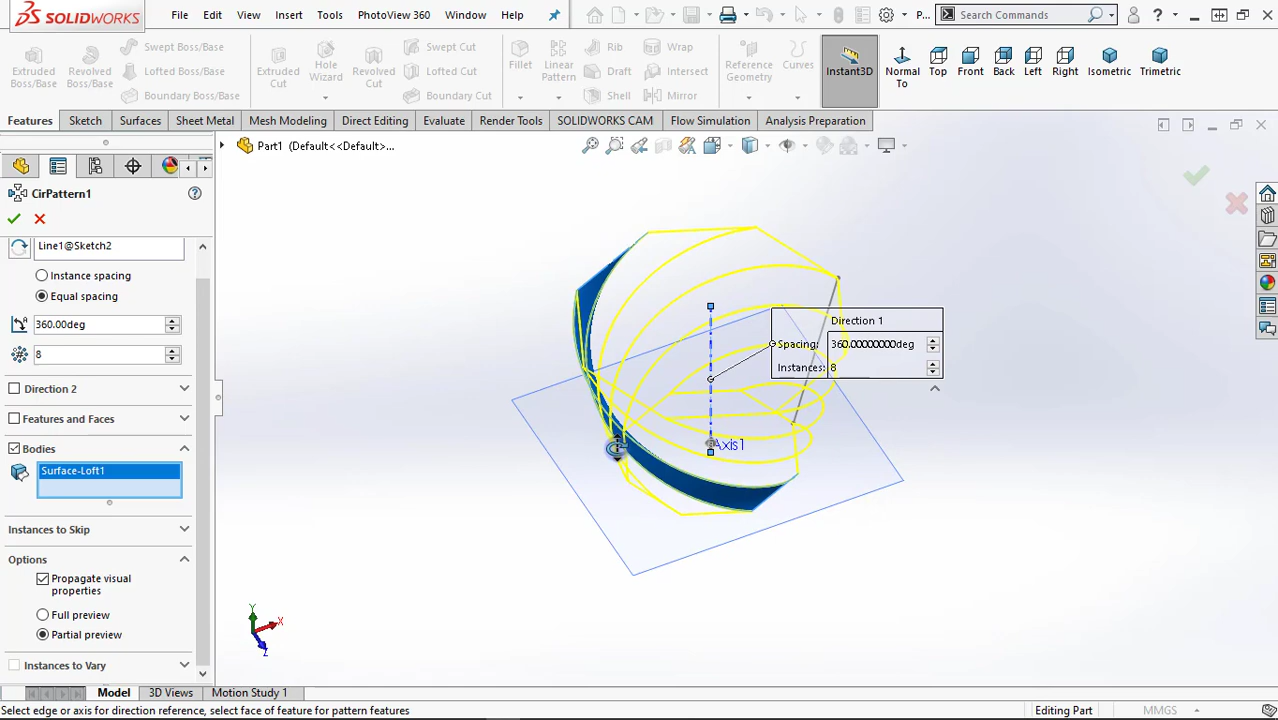 SOLIDWORKS File Edit View Insert Tools PhotoView 360 Window Help P... Search Commands ?
Extruded Boss/Base Revolved Boss/Base Swept Boss/Base Lofted Boss/Base Boundary Boss/Base Extruded Cut Hole Wizard Revolved Cut Swept Cut Lofted Cut Boundary Cut Fillet Linear Pattern Rib Draft Shell Wrap Intersect Mirror Reference Geometry Curves Instant3D Normal To Top Front Back Left Right Isometric Trimetric
Features Sketch Surfaces Sheet Metal Mesh Modeling Direct Editing Evaluate Render Tools SOLIDWORKS CAM Flow Simulation Analysis Preparation
Part1 (Default<<Default>...
CirPattern1
Line1@Sketch2
Instance spacing
Equal spacing
360.00deg
8
Direction 2
Features and Faces
Bodies
Surface-Loft1
Instances to Skip
Options
Propagate visual
properties
Full preview
Partial preview
Instances to Vary
Direction 1
Spacing: 360.00000000deg
Instances: 8
Axis1
Y
X
Z
Model 3D Views Motion Study 1
Select edge or axis for direction reference, select face of feature for pattern features Editing Part MMGS